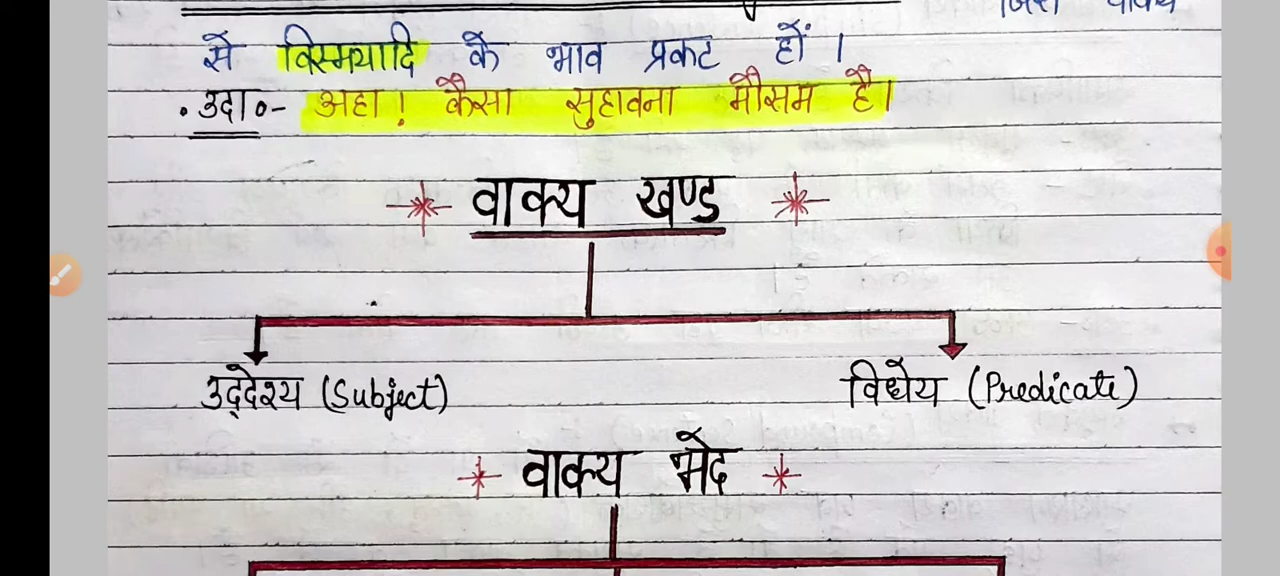 से विस्मयादि के भाव प्रकट हों ।
• उदा०- अहा! कैसा सुहावना मौसम है।
वाक्य खण्ड
उद्देश्य (Subject) विधेय (Predicate)
वाक्य भेद